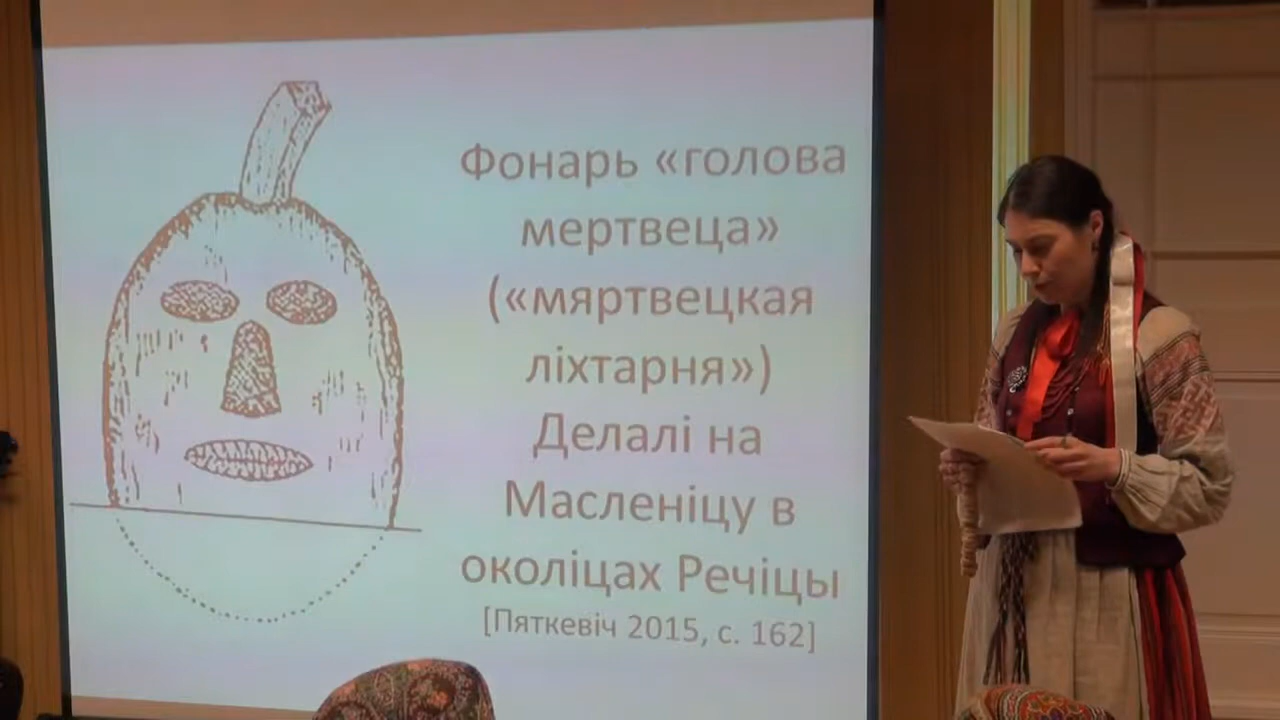 Фонарь «голова
мертвеца»
(«мяртвецкая
ліхтарня»)
Делалі на
Масленіцу в
околіцах Речіцы
[Пяткевіч 2015, с. 162]